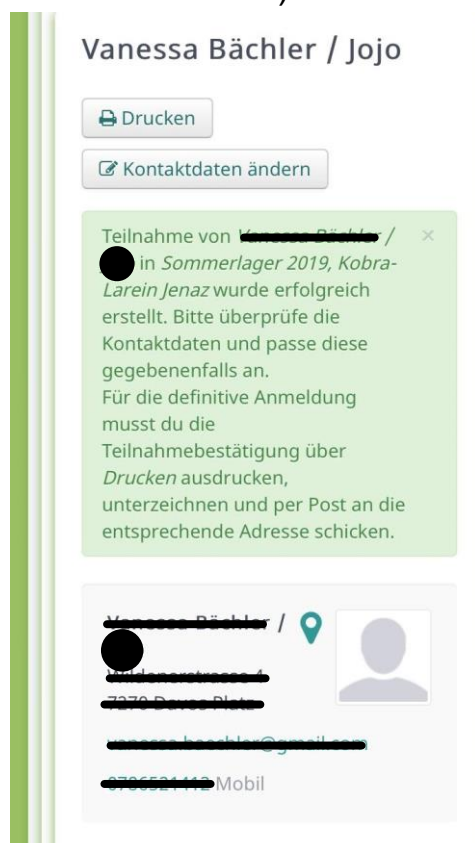 Vanessa Bächler / Jojo
Drucken
Kontaktdaten ändern
Teilnahme von / ×
in Sommerlager 2019, Kobra-
Larein Jenaz wurde erfolgreich
erstellt. Bitte überprüfe die
Kontaktdaten und passe diese
gegebenenfalls an.
Für die definitive Anmeldung
musst du die
Teilnahmebestätigung über
Drucken ausdrucken,
unterzeichnen und per Post an die
entsprechende Adresse schicken.
/
Mobil